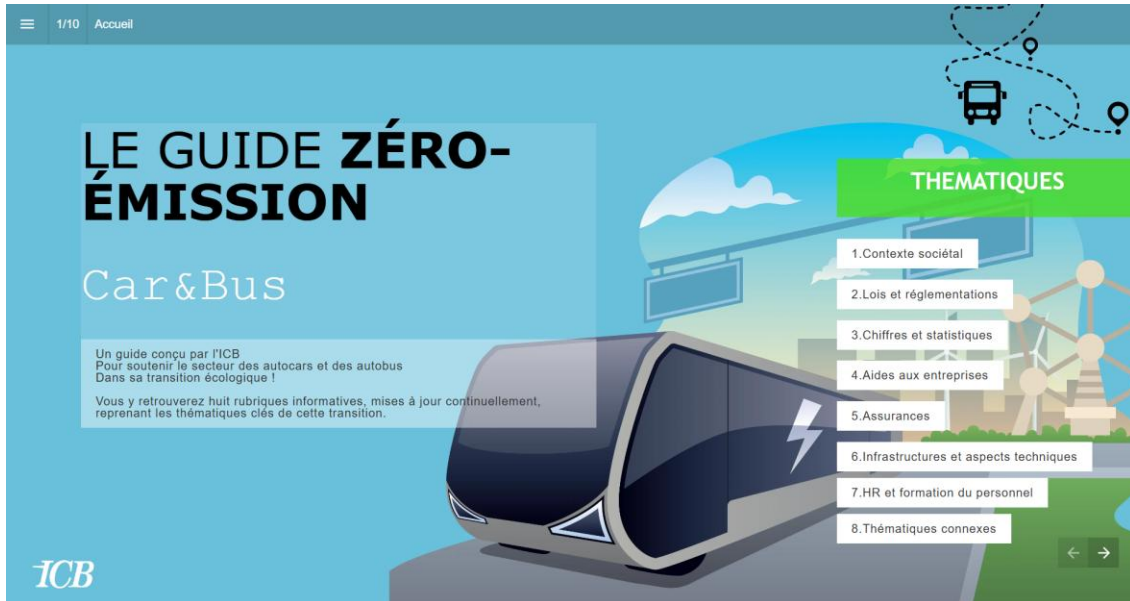 1/10 Accueil
LE GUIDE ZÉRO-
ÉMISSION
Car&Bus
Un guide conçu par l'ICB
Pour soutenir le secteur des autocars et des autobus
Dans sa transition écologique !
Vous y retrouverez huit rubriques informatives, mises à jour continuellement,
reprenant les thématiques clés de cette transition.
THEMATIQUES
1.Contexte sociétal
2.Lois et réglementations
3.Chiffres et statistiques
4.Aides aux entreprises
5.Assurances
6.Infrastructures et aspects techniques
7.HR et formation du personnel
8.Thématiques connexes
ICB